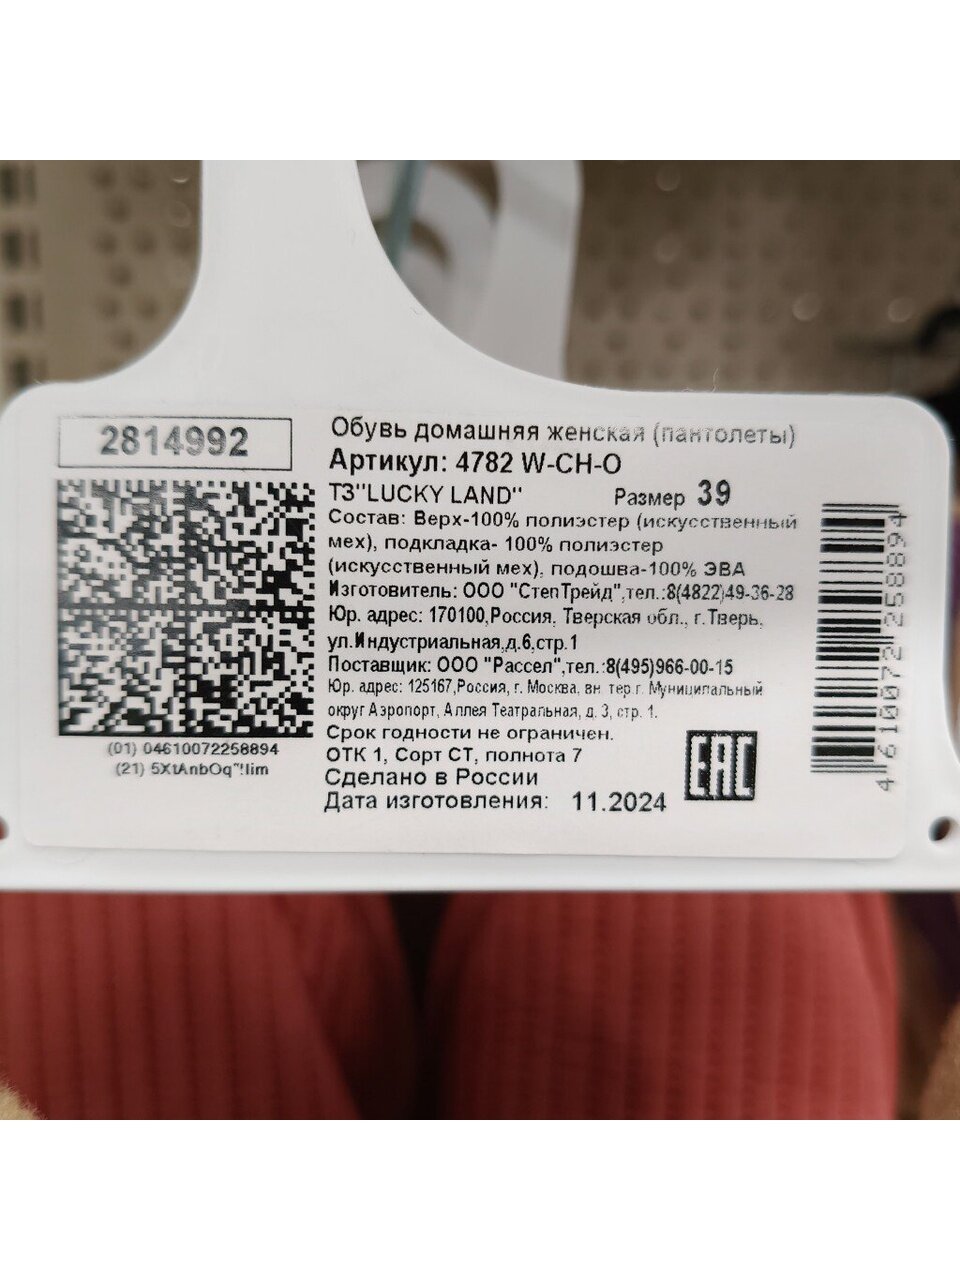 2814992
Обувь домашняя женская (пантолеты)
Артикул: 4782 W-CH-O
ТЗ"LUCKY LAND" Размер 39
Состав: Верх-100% полиэстер (искусственный
мех), подкладка- 100% полиэстер
(искусственный мех), подошва-100% ЭВА
Изготовитель: ООО "СтепТрейд",тел.:8(4822)49-36-28
Юр. адрес: 170100,Россия, Тверская обл., г.Тверь,
ул.Индустриальная,д.6,стр.1
Поставщик: ООО "Рассел",тел.:8(495)966-00-15
Юр. адрес: 125167,Россия, г. Москва, вн. тер.г. Муниципальный
округ Аэропорт, Аллея Театральная, д. 3, стр. 1.
Срок годности не ограничен.
ОТК 1, Сорт СТ, полнота 7
Сделано в России
Дата изготовления: 11.2024
EAC
(01) 04610072258894
(21) 5XtAnbOq"!Iim
4 610072 258894